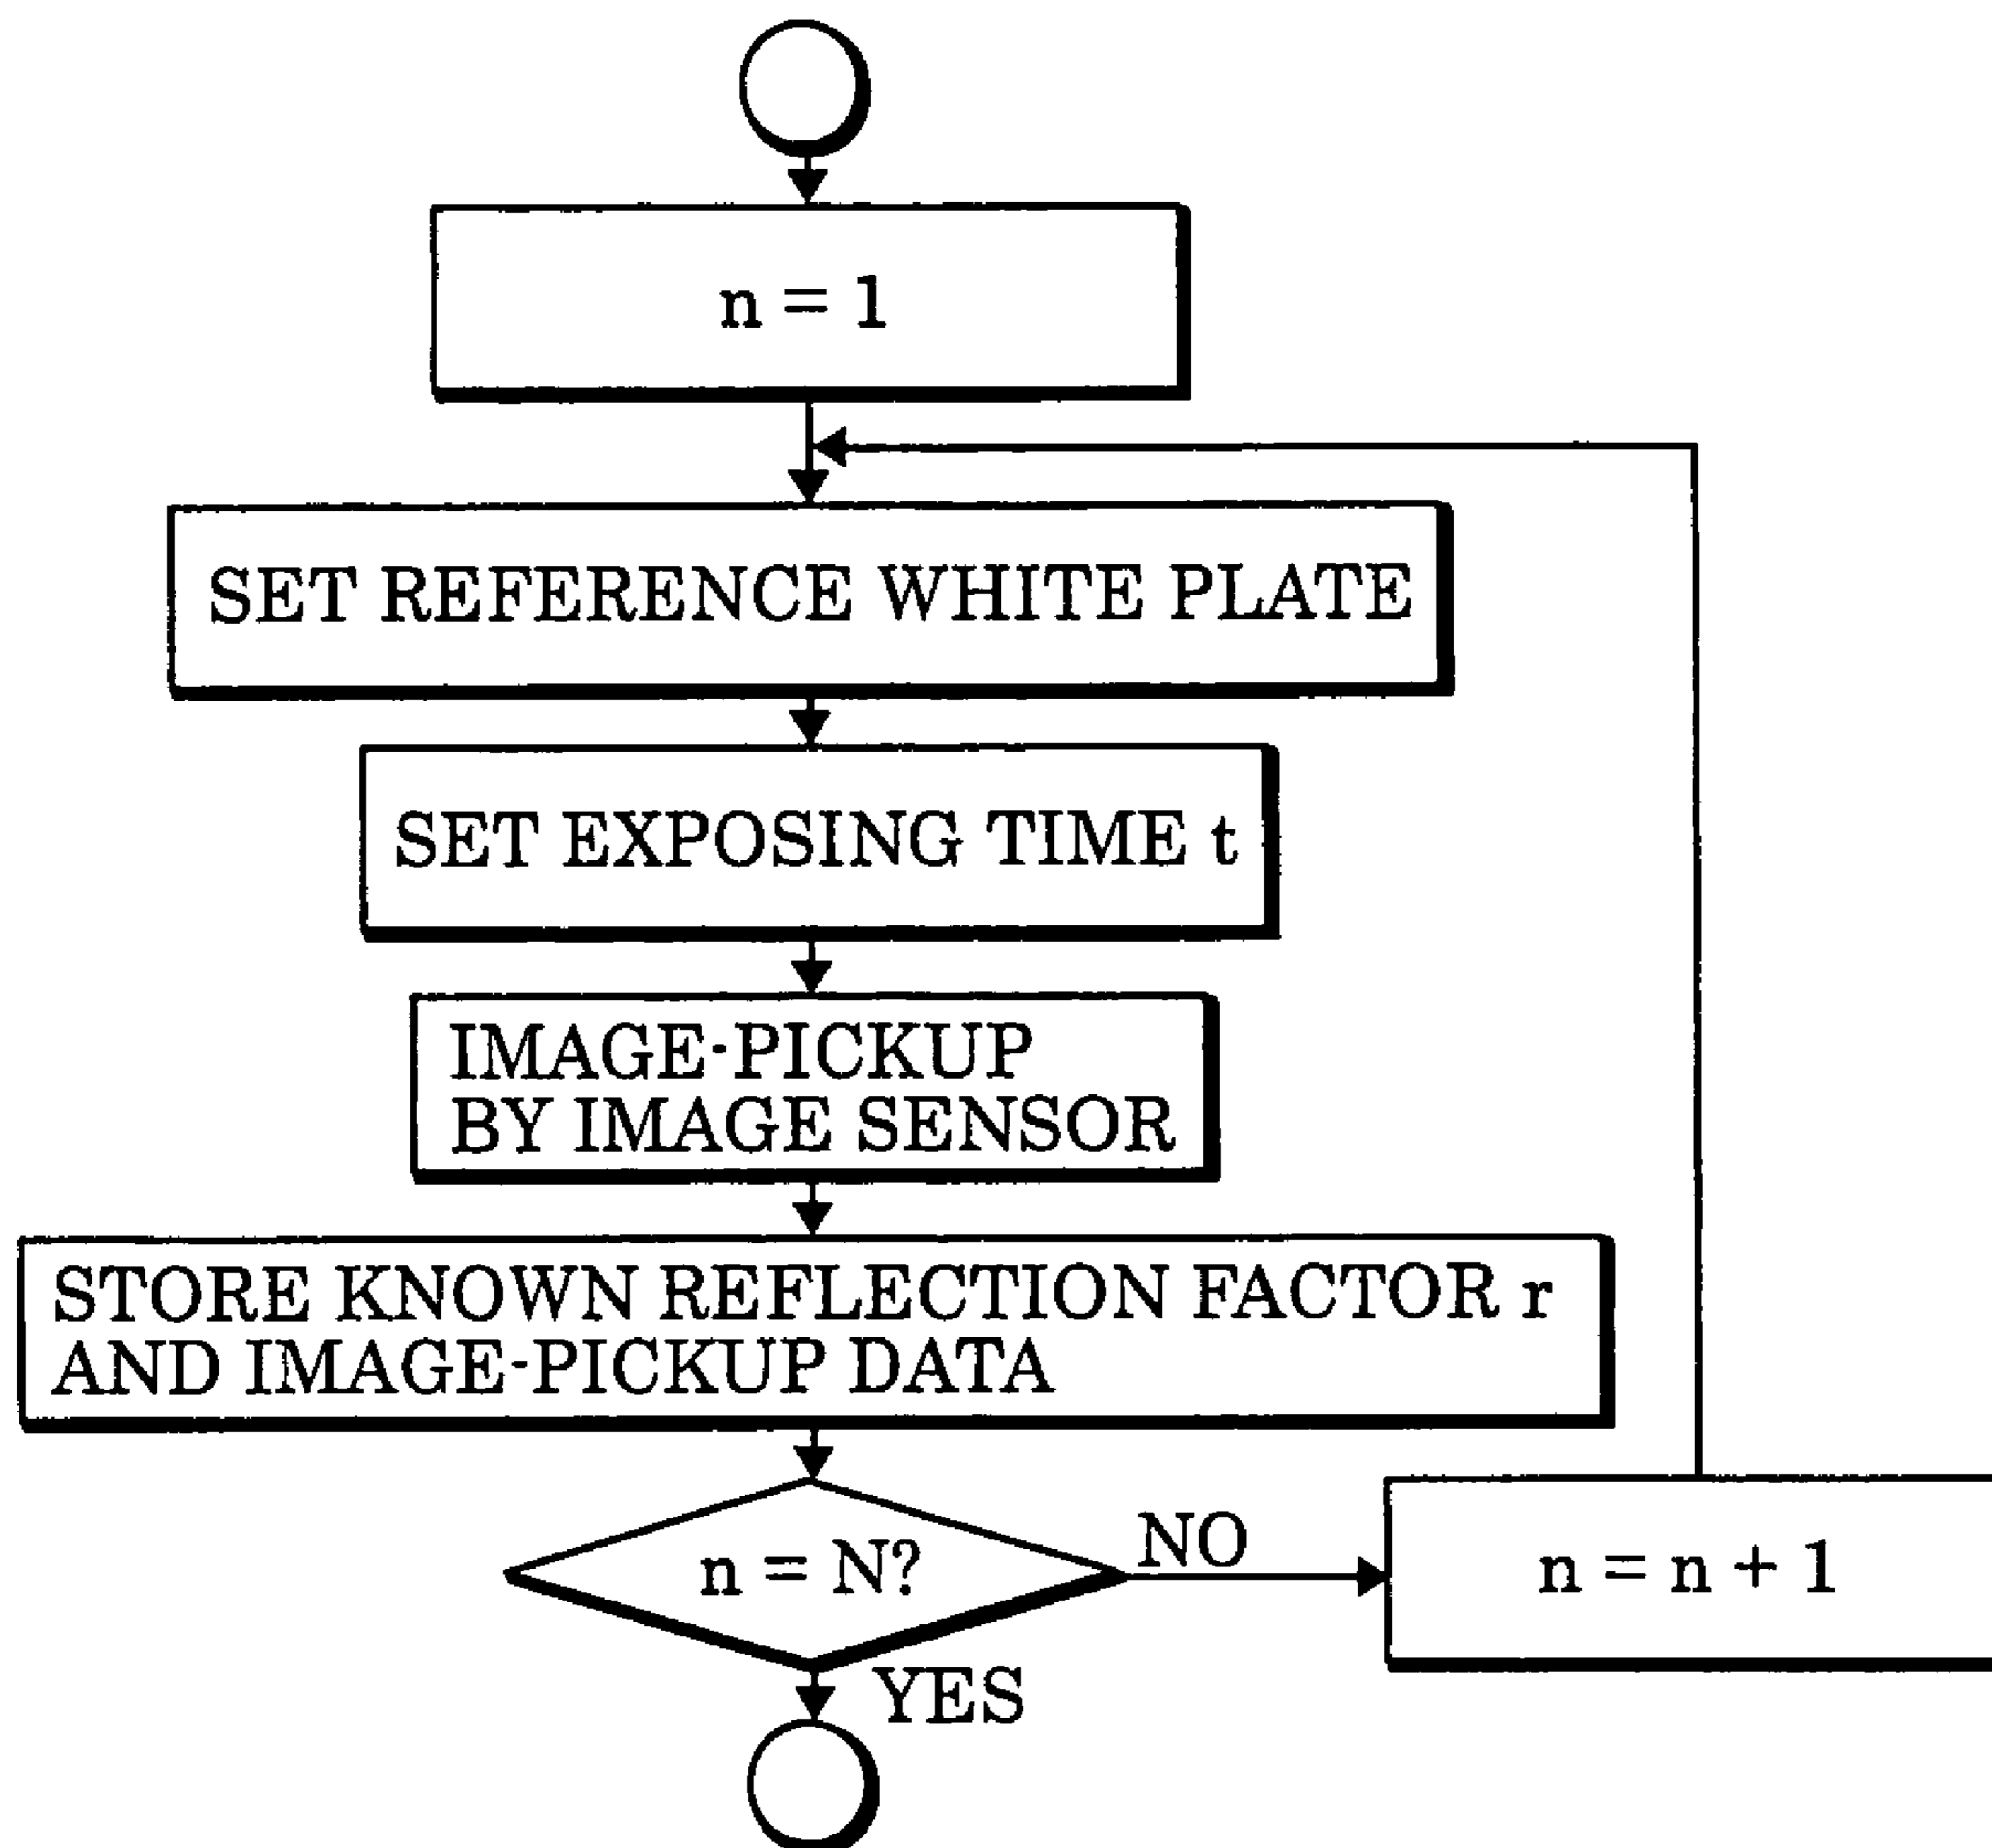 n = 1
SET REFERENCE WHITE PLATE
SET EXPOSING TIME t
IMAGE-PICKUP
BY IMAGE SENSOR
STORE KNOWN REFLECTION FACTOR r
AND IMAGE-PICKUP DATA
n = N?
NO
n = n + 1
YES